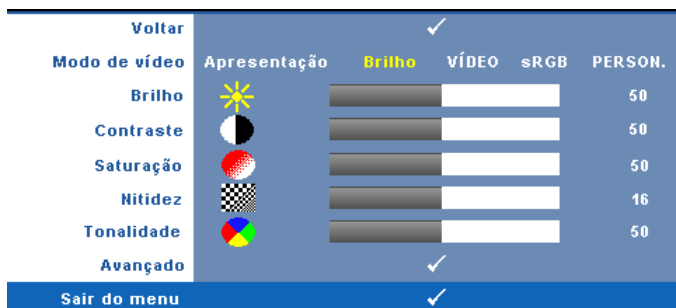 Voltar
Modo de vídeo Apresentação Brilho VÍDEO sRGB PERSON.
Brilho 50
Contraste 50
Saturação 50
Nitidez 16
Tonalidade 50
Avançado
Sair do menu